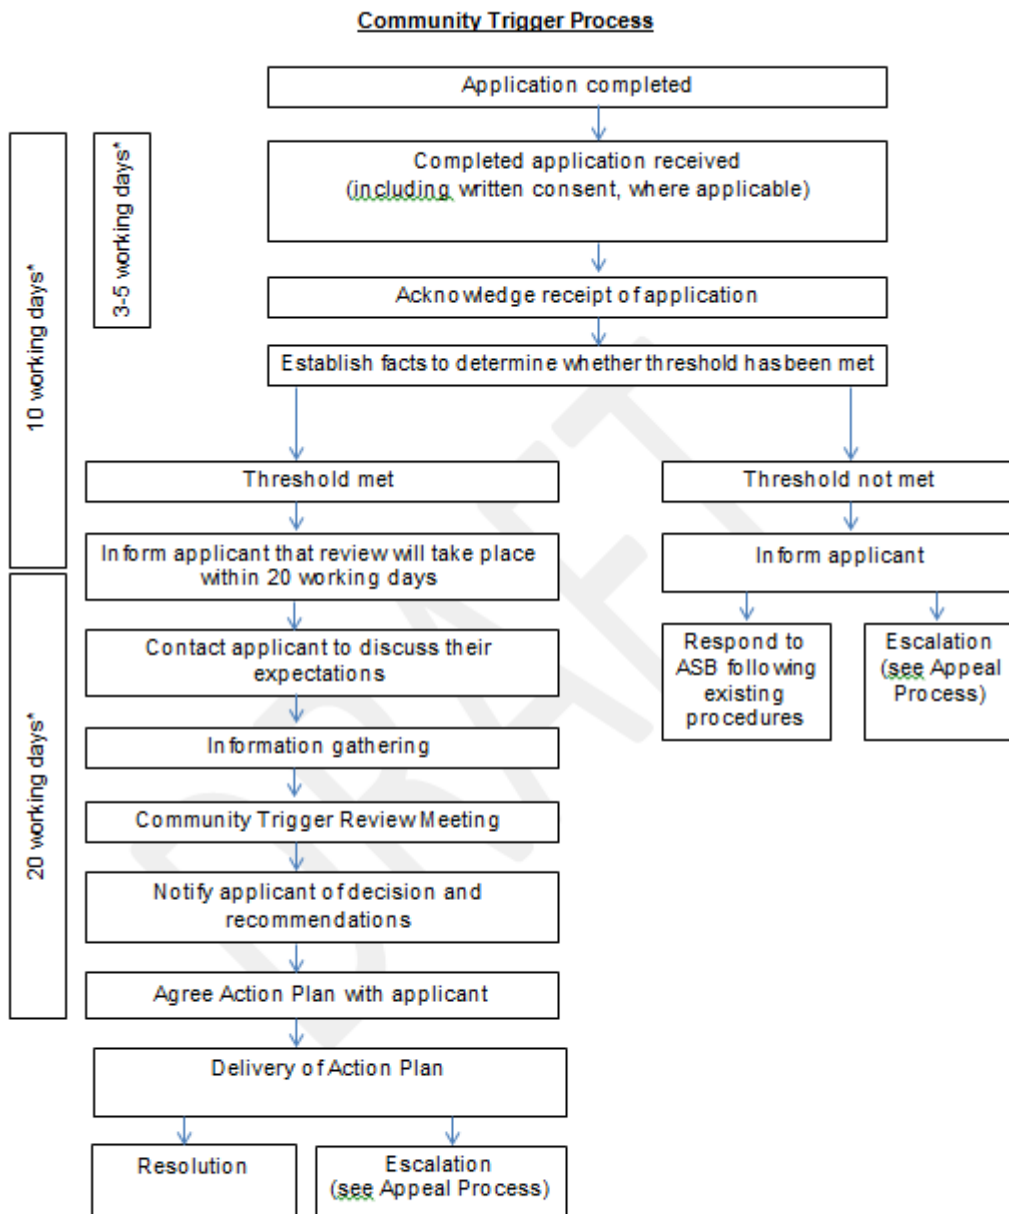 Community Trigger Process
Application completed
Completed application received
(including written consent, where applicable)
3-5 working days*
10 working days*
Acknowledge receipt of application
Establish facts to determine whether threshold has been met
Threshold met
Threshold not met
Inform applicant that review will take place
within 20 working days
Inform applicant
Contact applicant to discuss their
expectations
Respond to
ASB following
existing
procedures
Escalation
(see Appeal
Process)
20 working days*
Information gathering
Community Trigger Review Meeting
Notify applicant of decision and
recommendations
Agree Action Plan with applicant
Delivery of Action Plan
Resolution
Escalation
(see Appeal Process)
DRAFT